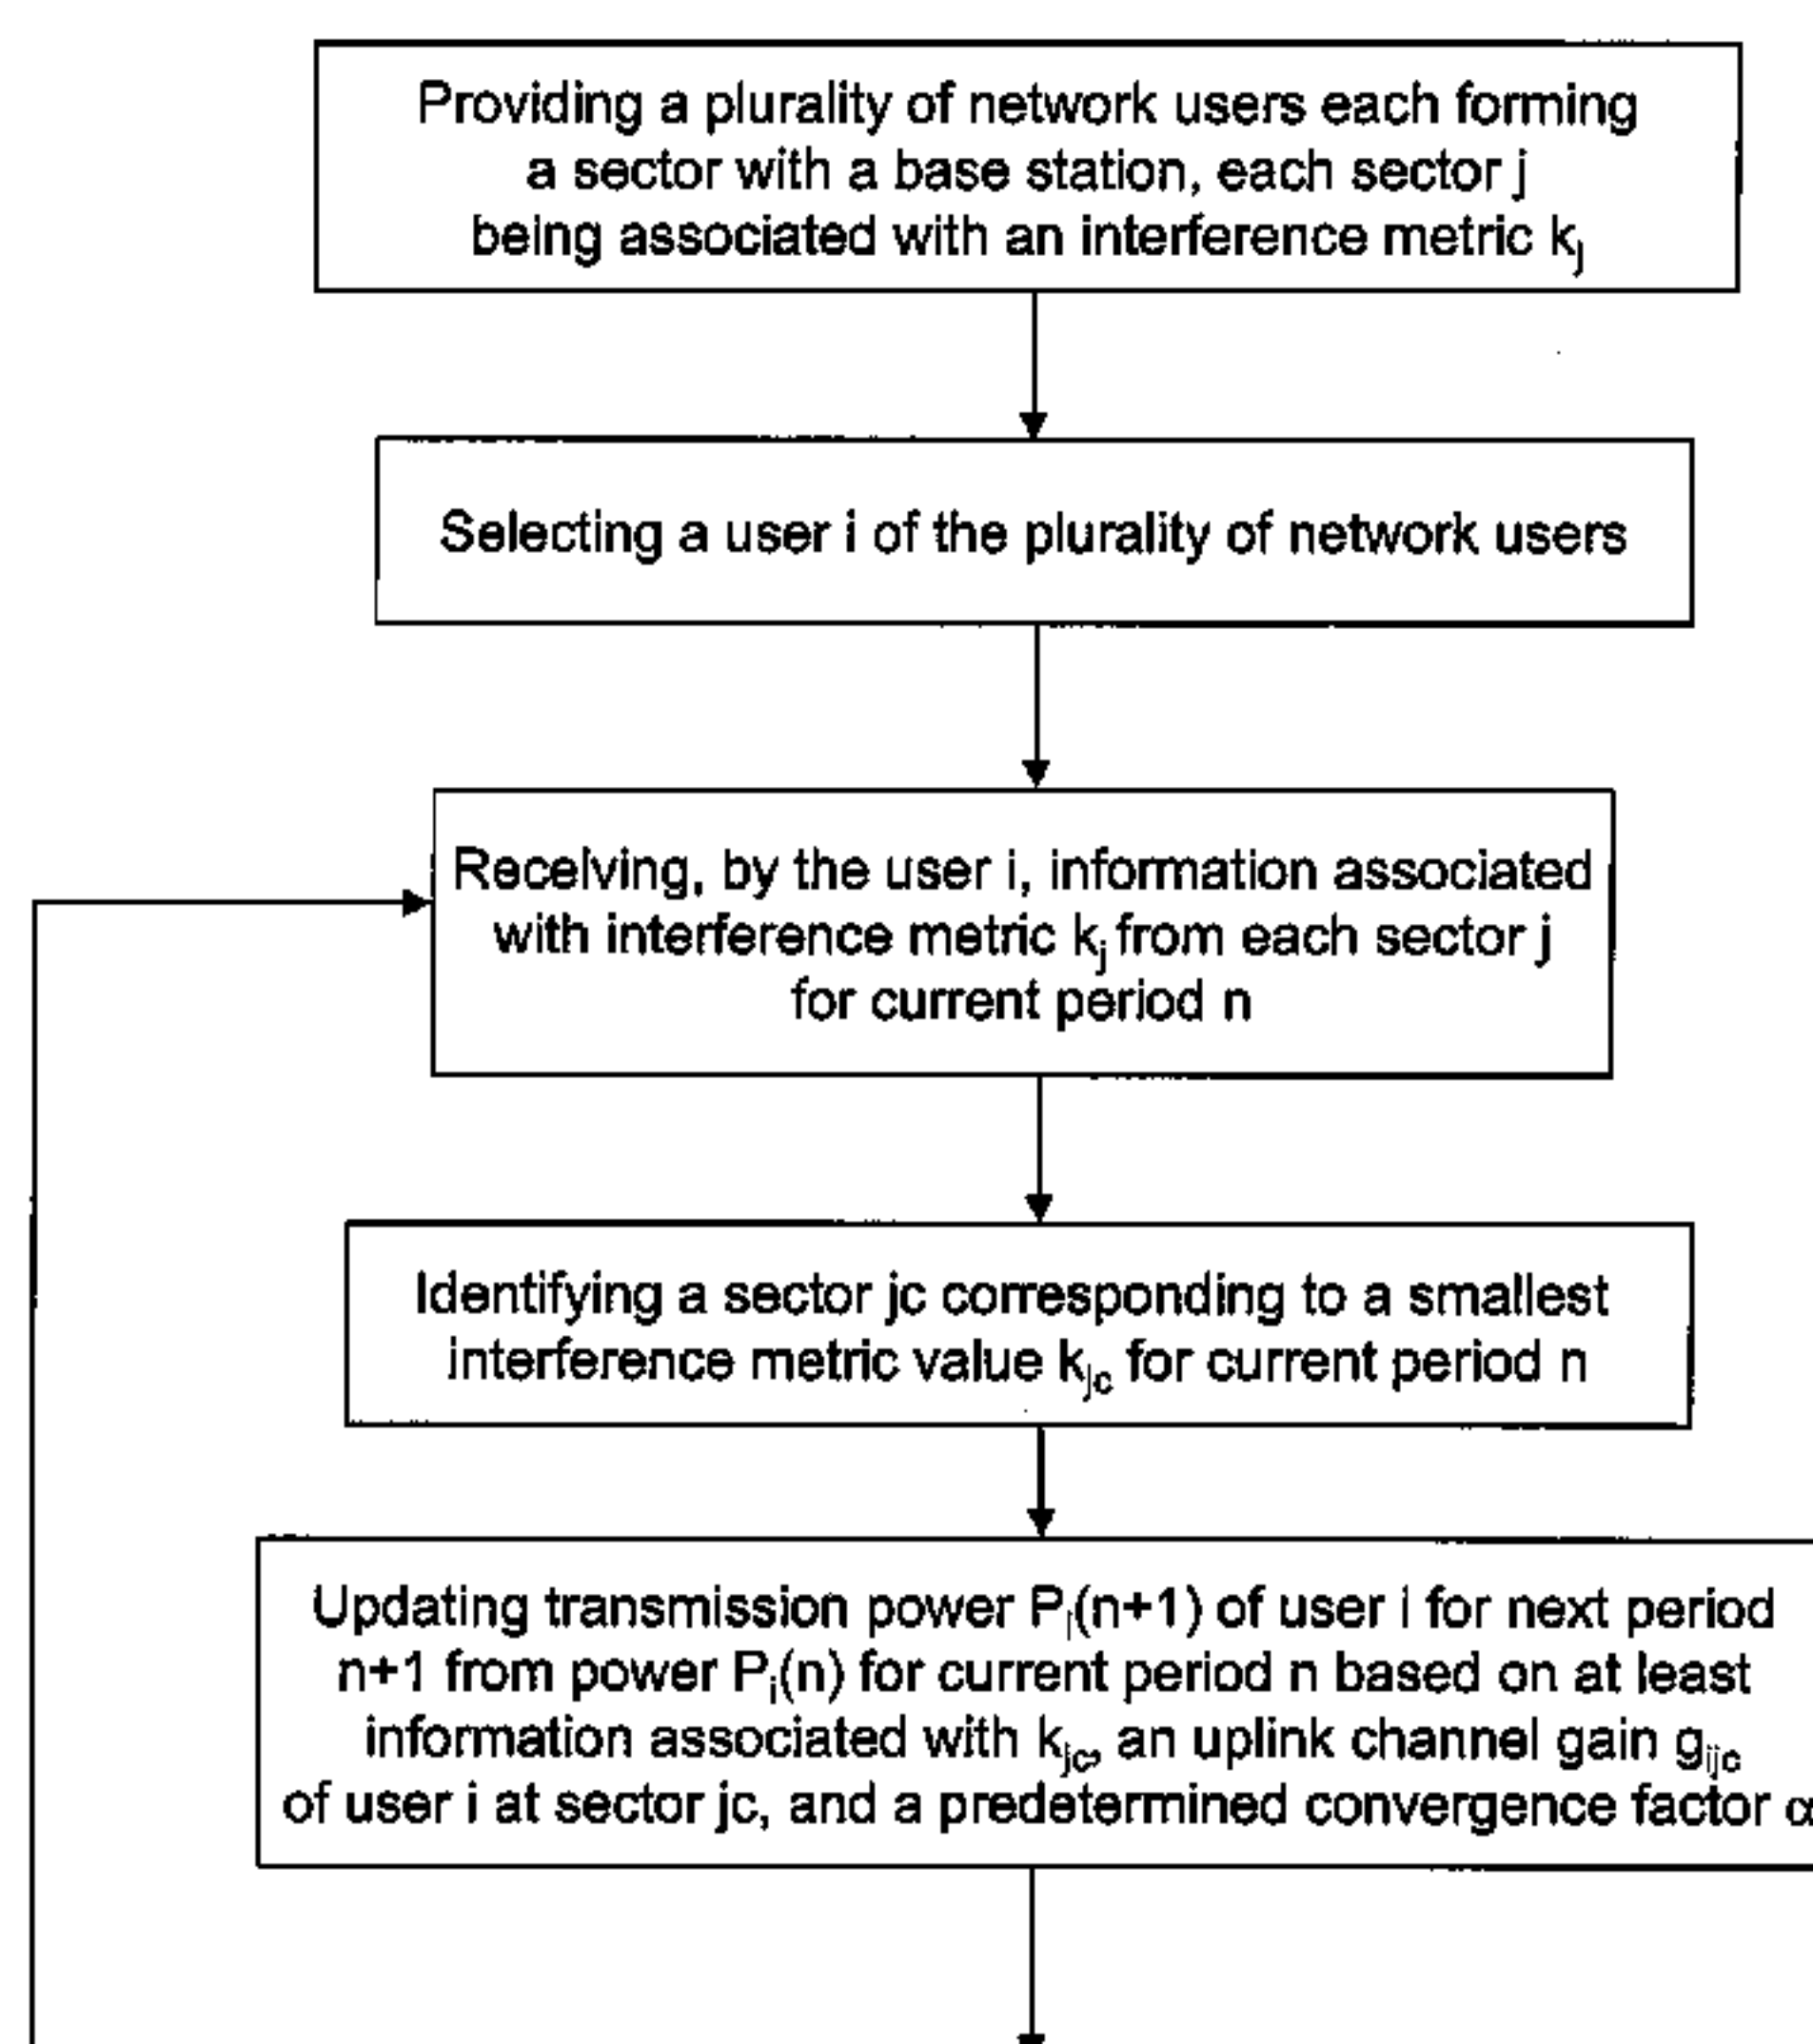 Providing a plurality of network users each forming
a sector with a base station, each sector j
being associated with an interference metric kj
Selecting a user i of the plurality of network users
Receiving, by the user i, information associated
with interference metric kj from each sector j
for current period n
Identifying a sector jc corresponding to a smallest
interference metric value kjc for current period n
Updating transmission power Pi(n+1) of user i for next period
n+1 from power Pi(n) for current period n based on at least
information associated with kjc, an uplink channel gain gijc
of user i at sector jc, and a predetermined convergence factor α